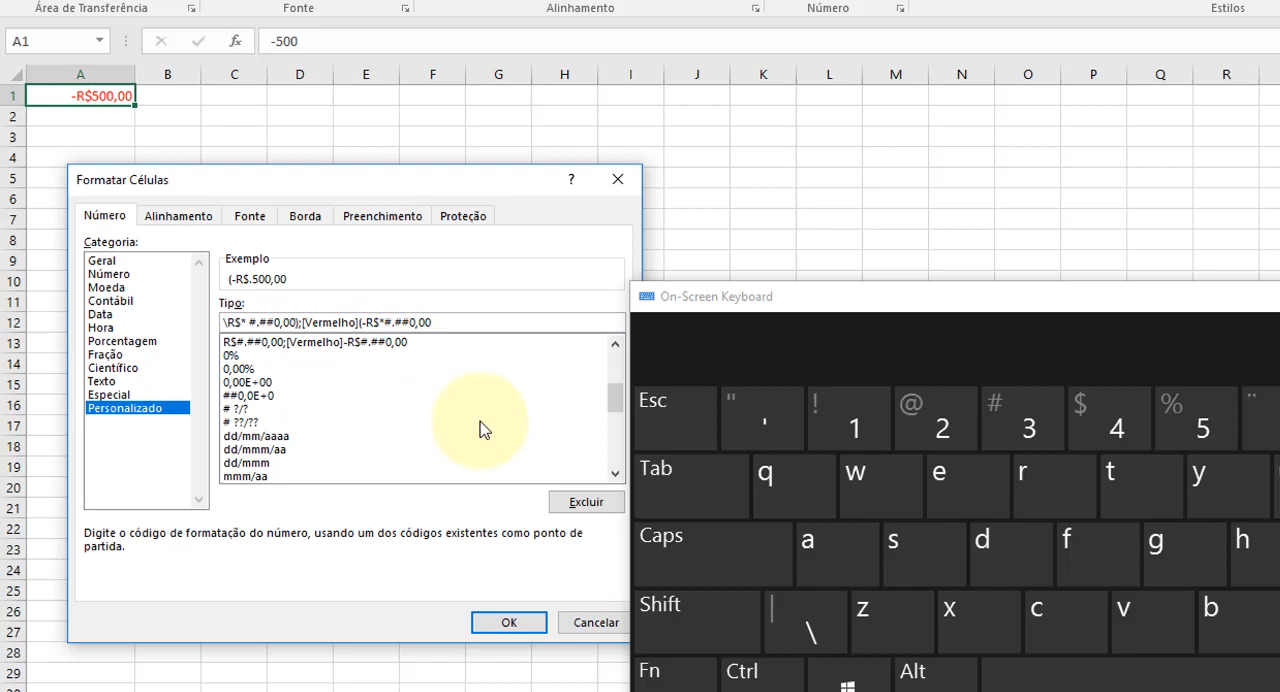 Área de Transferência Fonte Alinhamento Número Estilos
A1 fx -500
A B C D E F G H I J K L M N O P Q R
1 -R$500,00
2
3
4
5
6
7
8
9
10
11
12
13
14
15
16
17
18
19
20
21
22
23
24
25
26
27
28
29
Formatar Células ?
Número Alinhamento Fonte Borda Preenchimento Proteção
Categoria:
Geral
Número
Moeda
Contábil
Data
Hora
Porcentagem
Fração
Científico
Texto
Especial
Personalizado
Exemplo
(-R$.500,00
Tipo:
\R$* #.##0,00);[Vermelho](-R$*#.##0,00
R$#.##0,00;[Vermelho]-R$#.##0,00
0%
0,00%
0,00E+00
##0,0E+0
# ?/?
# ??/??
dd/mm/aaaa
dd/mmm/aa
dd/mmm
mmm/aa
Excluir
Digite o código de formatação do número, usando um dos códigos existentes como ponto de
partida.
OK Cancelar
On-Screen Keyboard
Esc " ' ! 1 @ 2 # 3 $ 4 % 5 ¨
Tab q w e r t y
Caps a s d f g h
Shift | \ z x c v b
Fn Ctrl Alt